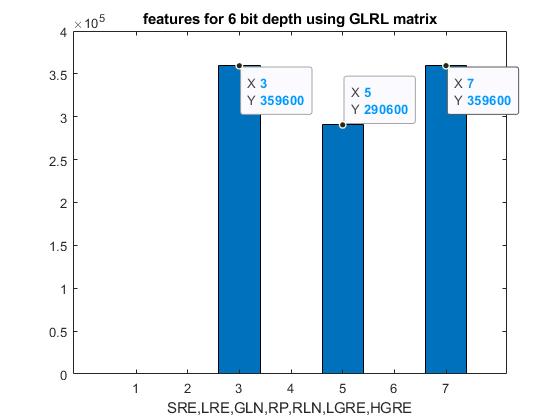 features for 6 bit depth using GLRL matrix
×10⁵
4
3.5
3
2.5
2
1.5
1
0.5
0
X 3
Y 359600
X 5
Y 290600
X 7
Y 359600
1 2 3 4 5 6 7
SRE,LRE,GLN,RP,RLN,LGRE,HGRE